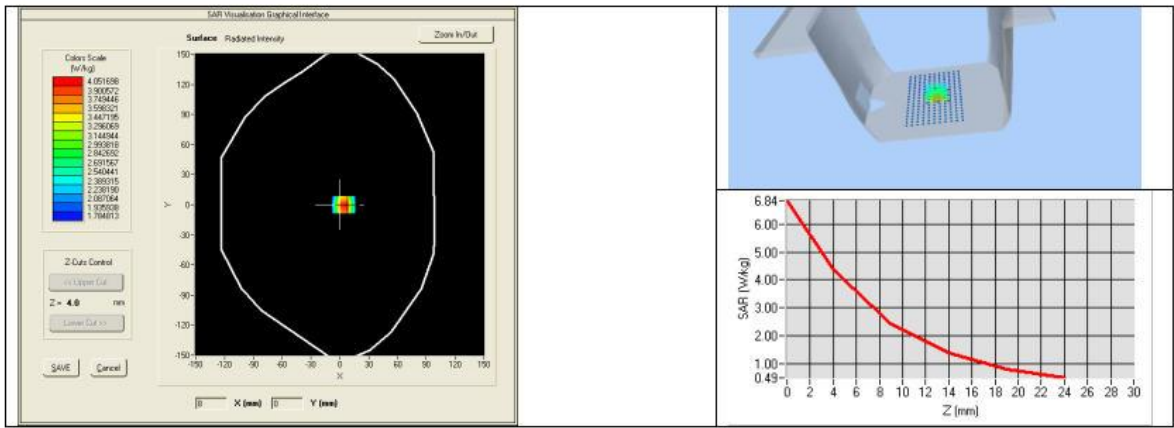 SAR Visualisation Graphical Interface
Surface Radiated Intensity
Zoom In/Out
Colors Scale
(W/kg)
4.051698
3.900572
3.749446
3.598321
3.447195
3.296069
3.144944
2.993818
2.842692
2.691567
2.540441
2.389315
2.238190
2.087064
1.935938
1.784813
Z-Cuts Control
<< Upper Cut
Z = 4.0 mm
Lower Cut >>
SAVE Cancel
150
120
90
60
30
0
-30
-60
-90
-120
-150
Y
-150 -120 -90 -60 -30 0 30 60 90 120 150
X
0 X (mm) 0 Y (mm)
6.84
6.00
5.00
4.00
3.00
2.00
1.00
0.49
SAR (W/kg)
0 2 4 6 8 10 12 14 16 18 20 22 24 26 28 30
Z (mm)